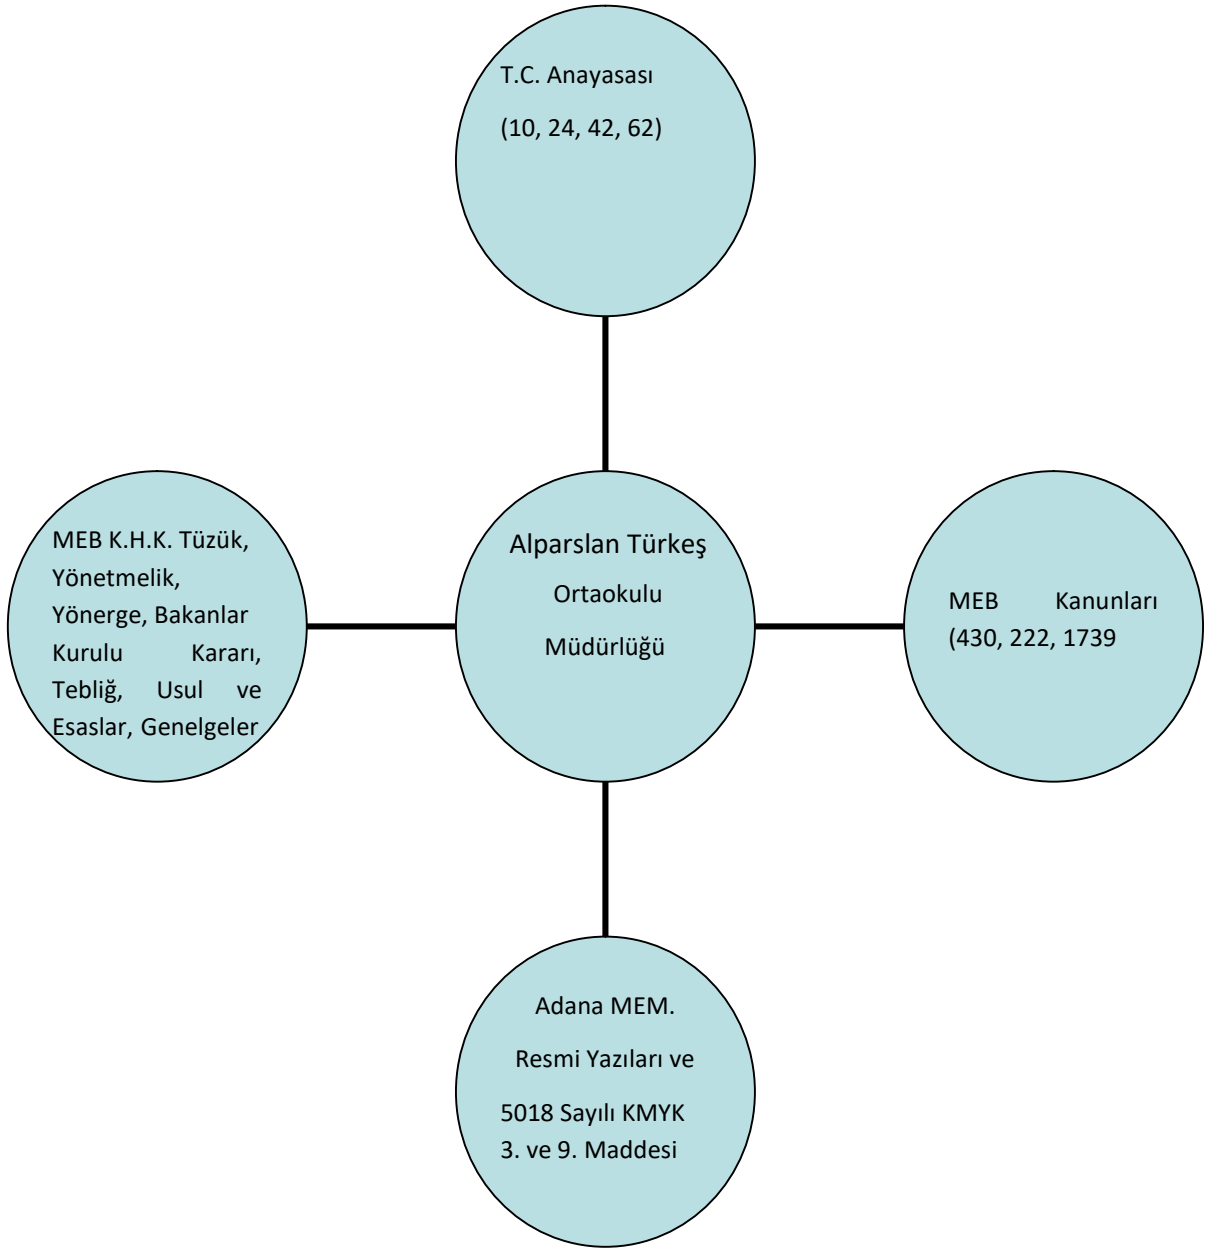 T.C. Anayasası
(10, 24, 42, 62)
MEB K.H.K. Tüzük,
Yönetmelik,
Yönerge, Bakanlar
Kurulu Kararı,
Tebliğ, Usul ve
Esaslar, Genelgeler
Alparslan Türkeş
Ortaokulu
Müdürlüğü
MEB Kanunları
(430, 222, 1739
Adana MEM.
Resmi Yazıları ve
5018 Sayılı KMYK
3. ve 9. Maddesi